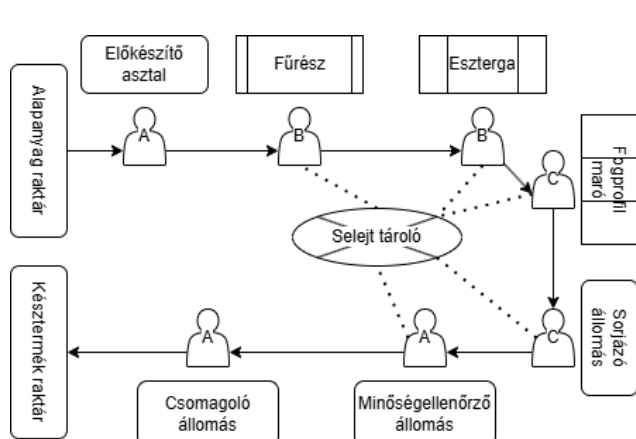 Előkészítő
asztal
Fűrész
Eszterga
Alapanyag raktár
A
B
B
C
Fogprofil
maró
Selejt tároló
Késztermék raktár
A
A
C
Sorjázó
állomás
Csomagoló
állomás
Minőségellenőrző
állomás